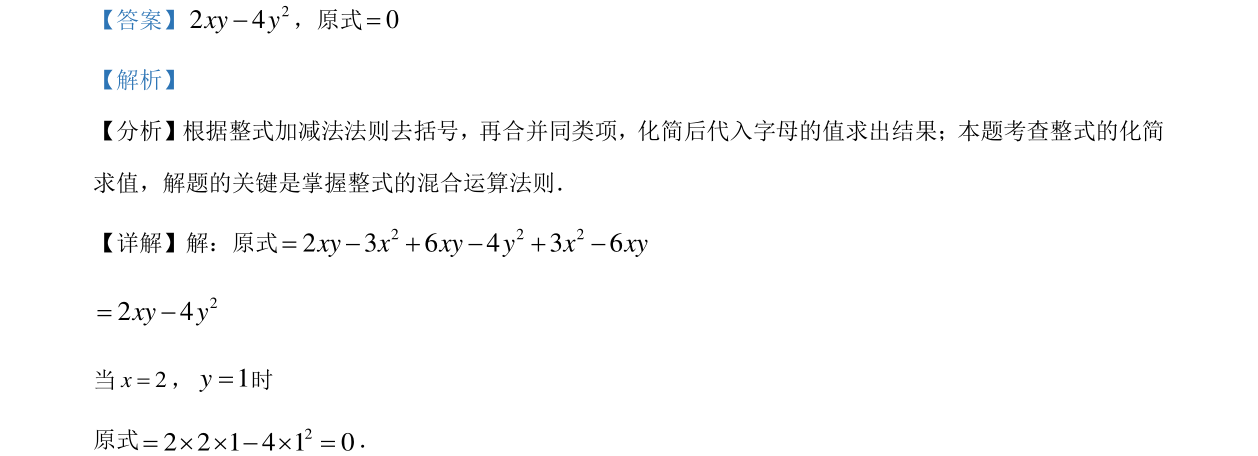 【答案】2xy－4y²，原式＝0
【解析】
【分析】根据整式加减法法则去括号，再合并同类项，化简后代入字母的值求出结果；本题考查整式的化简
求值，解题的关键是掌握整式的混合运算法则．
【详解】解：原式＝2xy－3x²＋6xy－4y²＋3x²－6xy
＝2xy－4y²
当 x＝2，y＝1时
原式＝2×2×1－4×1²＝0．